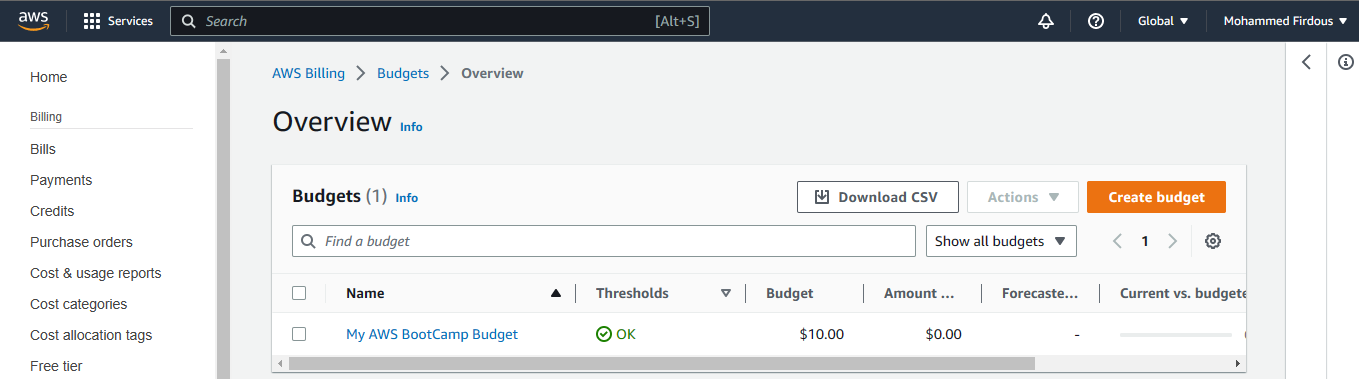 aws Services Search [Alt+S] Global Mohammed Firdous
Home
Billing
Bills
Payments
Credits
Purchase orders
Cost & usage reports
Cost categories
Cost allocation tags
Free tier
AWS Billing Budgets Overview
Overview Info
Budgets (1) Info Download CSV Actions Create budget
Find a budget Show all budgets 1
Name Thresholds Budget Amount ... Forecaste... Current vs. budgete
My AWS BootCamp Budget OK $10.00 $0.00 -